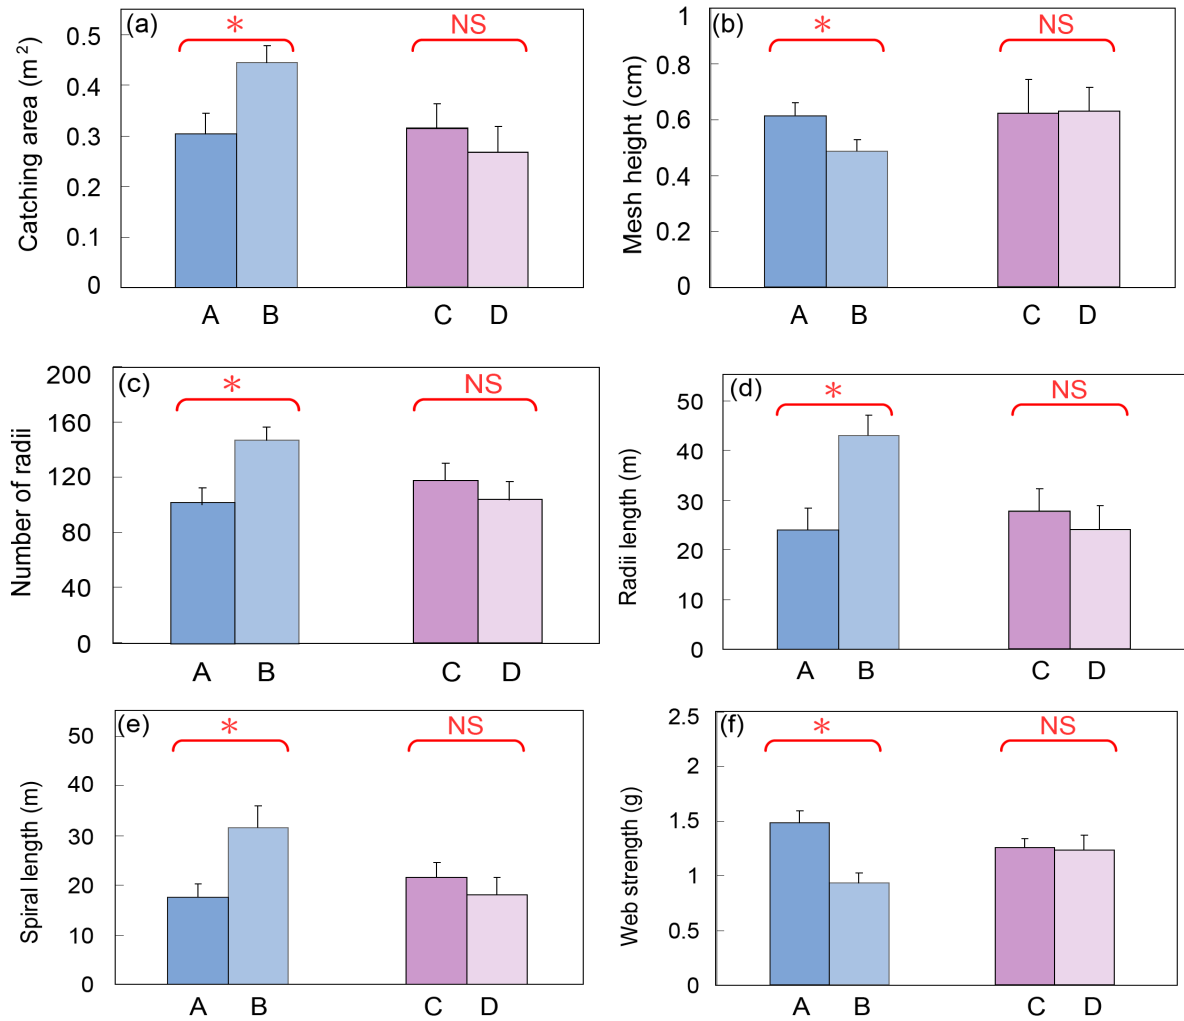 (a)
*
NS
Catching area (m 2)
0.5
0.4
0.3
0.2
0.1
0
A B C D
(b)
*
NS
Mesh height (cm)
1
0.8
0.6
0.4
0.2
0
A B C D
(c)
*
NS
Number of radii
200
160
120
80
40
0
A B C D
(d)
*
NS
Radii length (m)
50
40
30
20
10
0
A B C D
(e)
*
NS
Spiral length (m)
50
40
30
20
10
0
A B C D
(f)
*
NS
Web strength (g)
2.5
2
1.5
1
0.5
0
A B C D